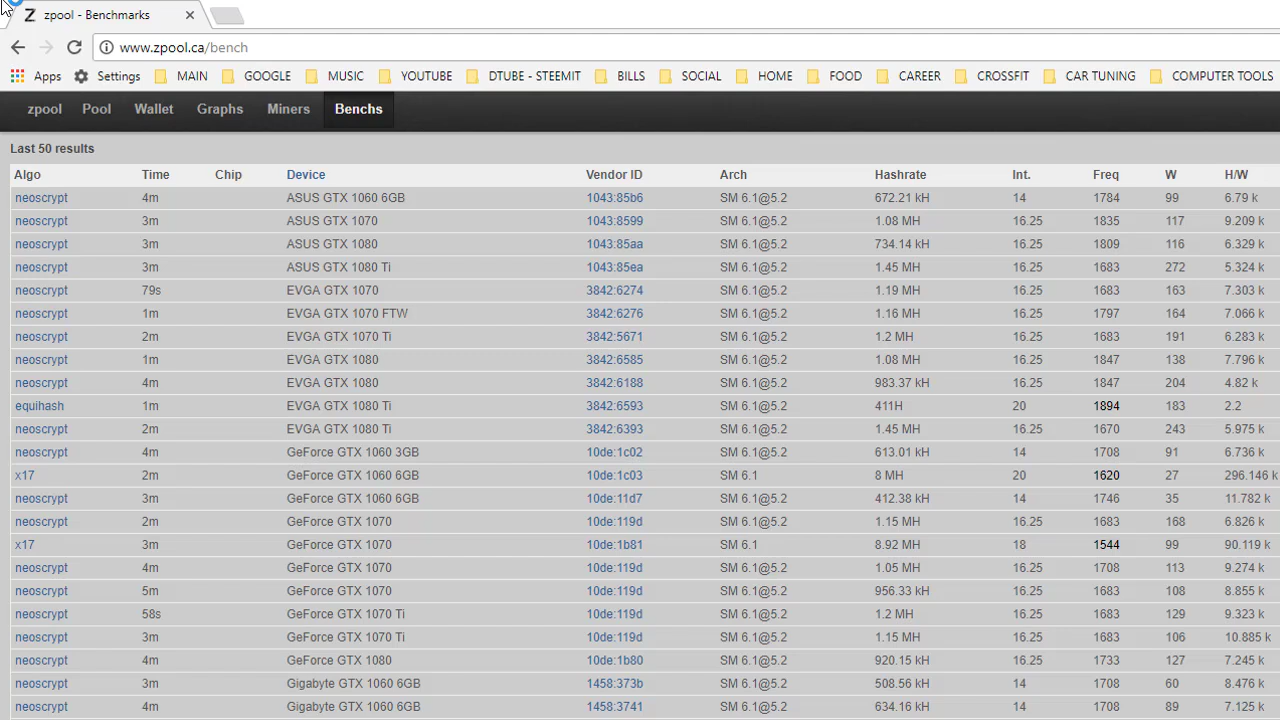 zpool - Benchmarks
www.zpool.ca/bench
Apps Settings MAIN GOOGLE MUSIC YOUTUBE DTUBE - STEEMIT BILLS SOCIAL HOME FOOD CAREER CROSSFIT CAR TUNING COMPUTER TOOLS
zpool Pool Wallet Graphs Miners Benchs
Last 50 results
Algo Time Chip Device Vendor ID Arch Hashrate Int. Freq W H/W
neoscrypt 4m ASUS GTX 1060 6GB 1043:85b6 SM 6.1@5.2 672.21 kH 14 1784 99 6.79 k
neoscrypt 3m ASUS GTX 1070 1043:8599 SM 6.1@5.2 1.08 MH 16.25 1835 117 9.209 k
neoscrypt 3m ASUS GTX 1080 1043:85aa SM 6.1@5.2 734.14 kH 16.25 1809 116 6.329 k
neoscrypt 3m ASUS GTX 1080 Ti 1043:85ea SM 6.1@5.2 1.45 MH 16.25 1683 272 5.324 k
neoscrypt 79s EVGA GTX 1070 3842:6274 SM 6.1@5.2 1.19 MH 16.25 1683 163 7.303 k
neoscrypt 1m EVGA GTX 1070 FTW 3842:6276 SM 6.1@5.2 1.16 MH 16.25 1797 164 7.066 k
neoscrypt 2m EVGA GTX 1070 Ti 3842:5671 SM 6.1@5.2 1.2 MH 16.25 1683 191 6.283 k
neoscrypt 1m EVGA GTX 1080 3842:6585 SM 6.1@5.2 1.08 MH 16.25 1847 138 7.796 k
neoscrypt 4m EVGA GTX 1080 3842:6188 SM 6.1@5.2 983.37 kH 16.25 1847 204 4.82 k
equihash 1m EVGA GTX 1080 Ti 3842:6593 SM 6.1@5.2 411H 20 1894 183 2.2
neoscrypt 2m EVGA GTX 1080 Ti 3842:6393 SM 6.1@5.2 1.45 MH 16.25 1670 243 5.975 k
neoscrypt 4m GeForce GTX 1060 3GB 10de:1c02 SM 6.1@5.2 613.01 kH 14 1708 91 6.736 k
x17 2m GeForce GTX 1060 6GB 10de:1c03 SM 6.1 8 MH 20 1620 27 296.146 k
neoscrypt 3m GeForce GTX 1060 6GB 10de:11d7 SM 6.1@5.2 412.38 kH 14 1746 35 11.782 k
neoscrypt 2m GeForce GTX 1070 10de:119d SM 6.1@5.2 1.15 MH 16.25 1683 168 6.826 k
x17 3m GeForce GTX 1070 10de:1b81 SM 6.1 8.92 MH 18 1544 99 90.119 k
neoscrypt 4m GeForce GTX 1070 10de:119d SM 6.1@5.2 1.05 MH 16.25 1708 113 9.274 k
neoscrypt 5m GeForce GTX 1070 10de:119d SM 6.1@5.2 956.33 kH 16.25 1683 108 8.855 k
neoscrypt 58s GeForce GTX 1070 Ti 10de:119d SM 6.1@5.2 1.2 MH 16.25 1683 129 9.323 k
neoscrypt 3m GeForce GTX 1070 Ti 10de:119d SM 6.1@5.2 1.15 MH 16.25 1683 106 10.885 k
neoscrypt 4m GeForce GTX 1080 10de:1b80 SM 6.1@5.2 920.15 kH 16.25 1733 127 7.245 k
neoscrypt 3m Gigabyte GTX 1060 6GB 1458:373b SM 6.1@5.2 508.56 kH 14 1708 60 8.476 k
neoscrypt 4m Gigabyte GTX 1060 6GB 1458:3741 SM 6.1@5.2 634.16 kH 14 1708 89 7.125 k